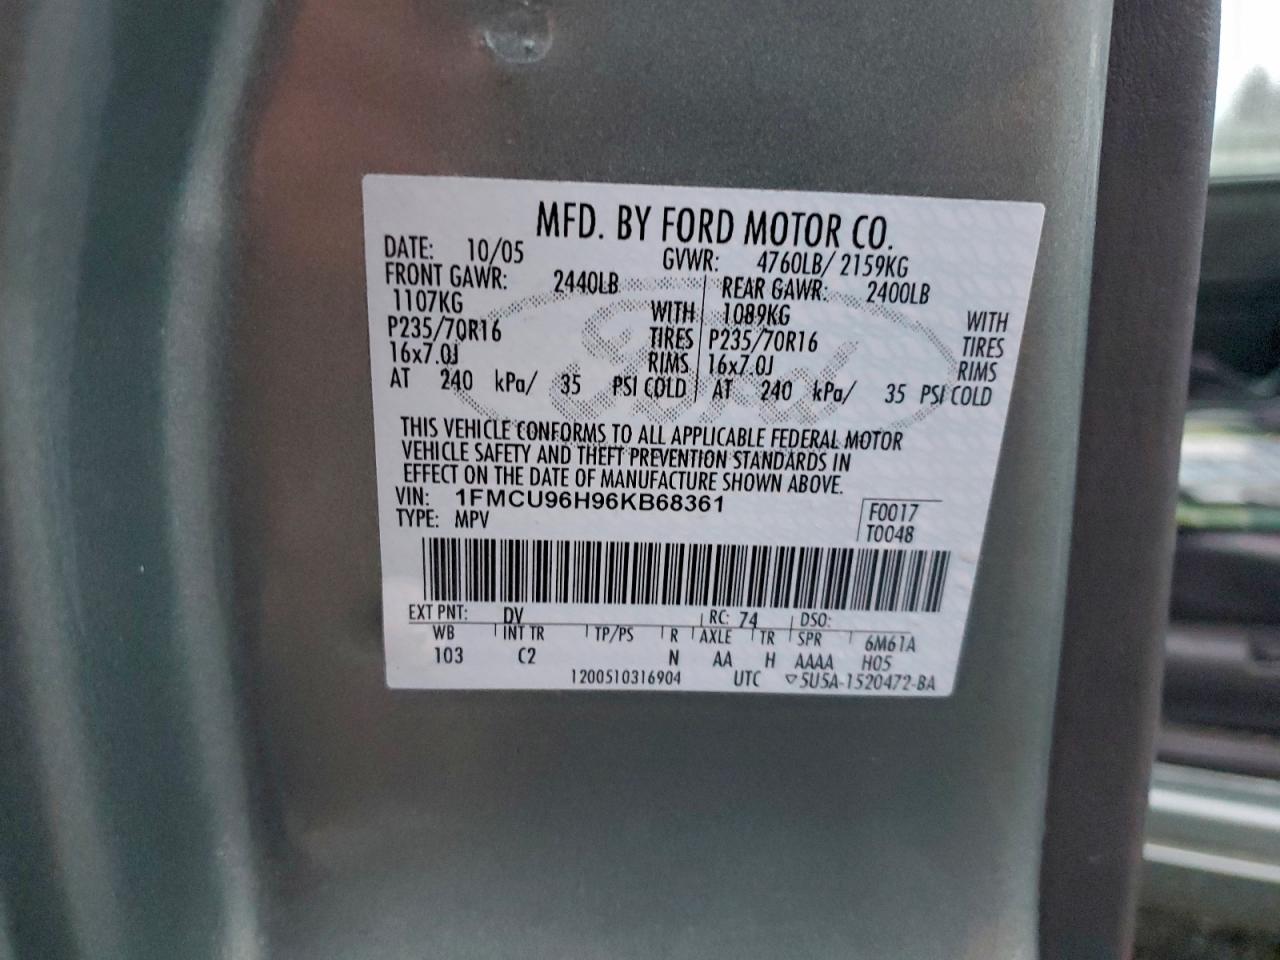 MFD. BY FORD MOTOR CO.
DATE: 10/05 GVWR: 4760LB/ 2159KG
FRONT GAWR: 2440LB REAR GAWR: 2400LB
1107KG WITH 1089KG WITH
P235/70R16 TIRES P235/70R16 TIRES
16x7.0J RIMS 16x7.0J RIMS
AT 240 kPa/ 35 PSI COLD AT 240 kPa/ 35 PSI COLD
Ford
THIS VEHICLE CONFORMS TO ALL APPLICABLE FEDERAL MOTOR
VEHICLE SAFETY AND THEFT PREVENTION STANDARDS IN
EFFECT ON THE DATE OF MANUFACTURE SHOWN ABOVE.
VIN: 1FMCU96H96KB68361
TYPE: MPV F0017
T0048
EXT PNT: DV RC: 74 DSO:
WB INT TR TP/PS R AXLE TR SPR 6M61A
103 C2 N AA H AAAA H05
1200510316904 UTC ▽5U5A-1520472-BA